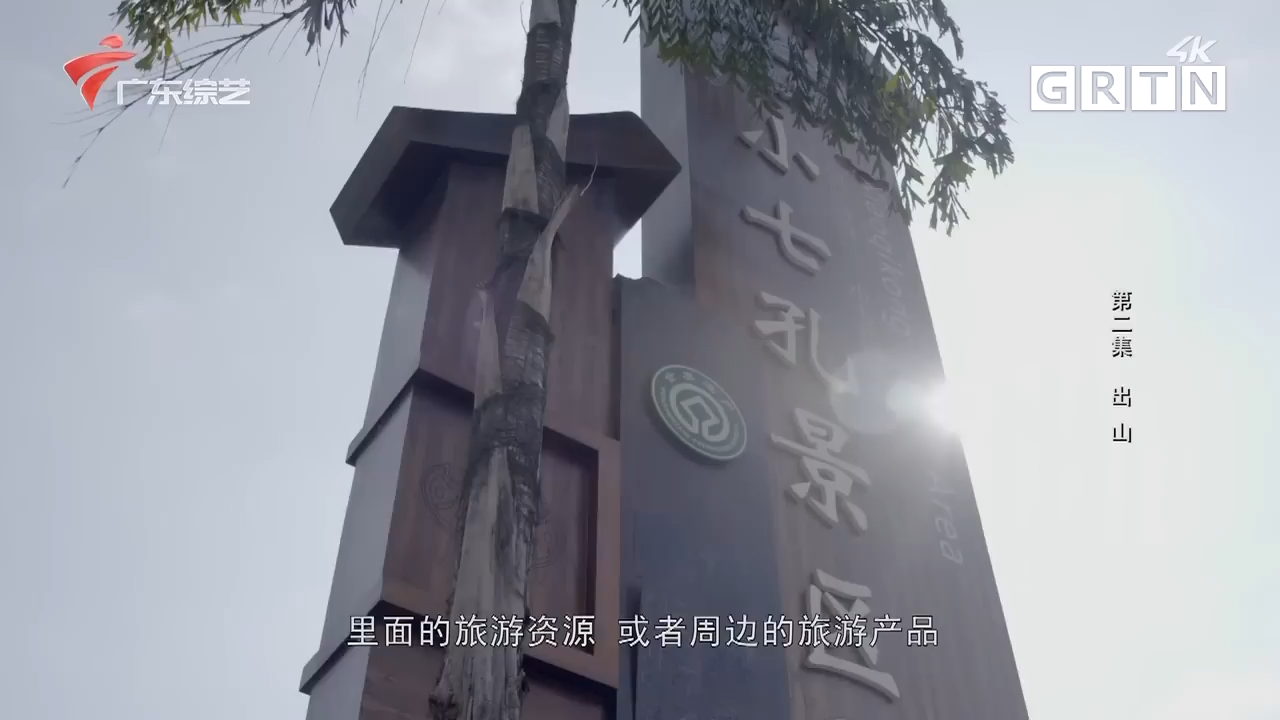 广东综艺
4K
GRTN
小七孔景区
Area
第二集 出山
里面的旅游资源 或者周边的旅游产品